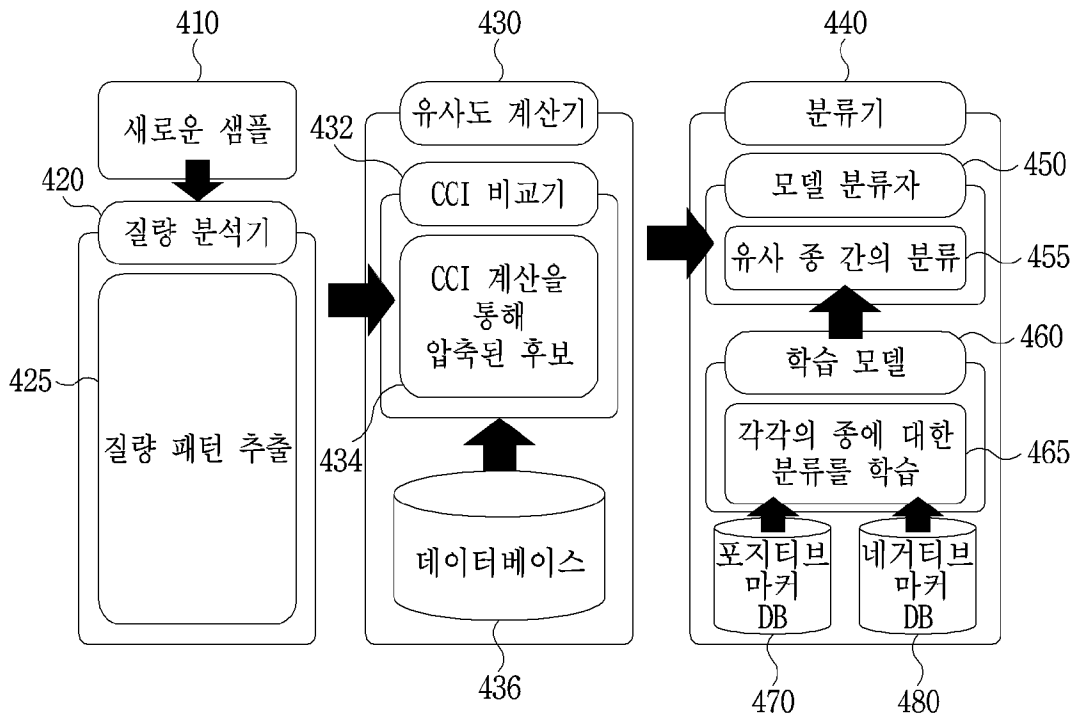 410
새로운 샘플
420
질량 분석기
425
질량 패턴 추출
430
유사도 계산기
432
CCI 비교기
CCI 계산을
통해
압축된 후보
434
데이터베이스
436
440
분류기
450
모델 분류자
유사 종 간의 분류
455
460
학습 모델
각각의 종에 대한
분류를 학습
465
포지티브
마커
DB
470
네거티브
마커
DB
480